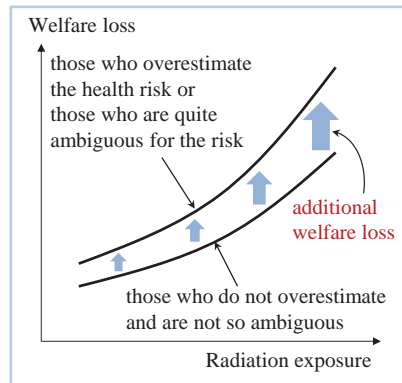 Welfare loss
those who overestimate
the health risk or
those who are quite
ambiguous for the risk
additional
welfare loss
those who do not overestimate
and are not so ambiguous
Radiation exposure